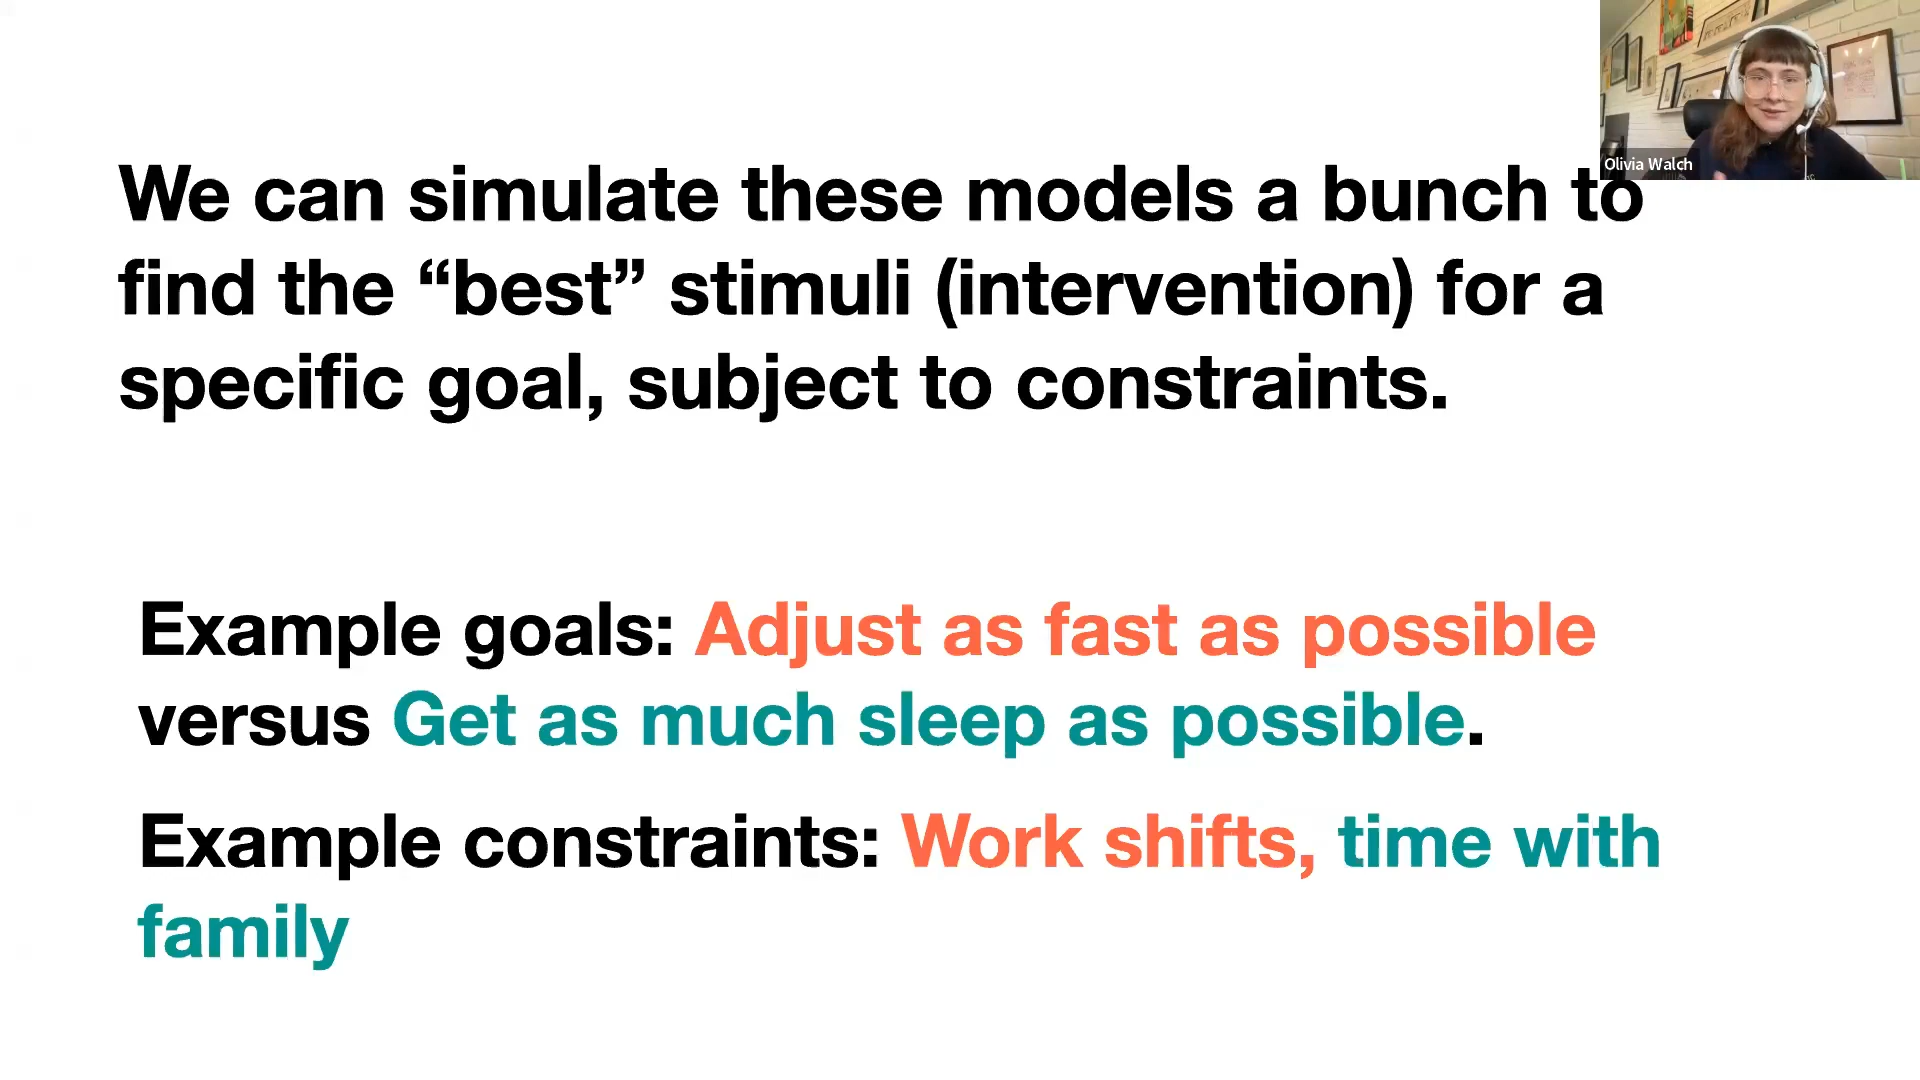 Olivia Walch
We can simulate these models a bunch to
find the “best” stimuli (intervention) for a
specific goal, subject to constraints.
Example goals: Adjust as fast as possible
versus Get as much sleep as possible.
Example constraints: Work shifts, time with
family